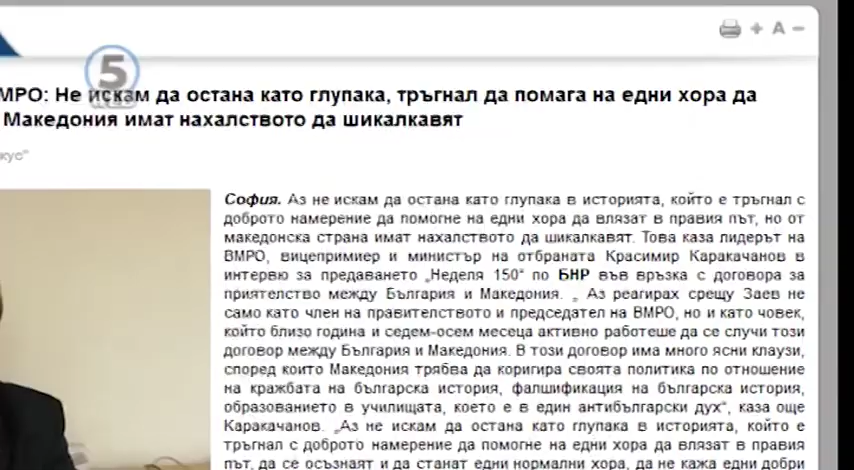 A
5
WEB
МРО: Не искам да остана като глупака, тръгнал да помага на едни хора да
Македония имат нахалството да шикалкавят
кус"
София. Аз не искам да остана като глупака в историята, който е тръгнал с
доброто намерение да помогне на едни хора да влязат в правия път, но от
македонска страна имат нахалството да шикалкавят. Това каза лидерът на
ВМРО, вицепремиер и министър на отбраната Красимир Каракачанов в
интервю за предаването „Неделя 150“ по БНР във връзка с договора за
приятелство между България и Македония. „ Аз реагирах срещу Заев не
само като член на правителството и председател на ВМРО, но и като човек,
който близо година и седем-осем месеца активно работеше да се случи този
договор между България и Македония. В този договор има много ясни клаузи,
според които Македония трябва да коригира своята политика по отношение
на кражбата на българска история, фалшификация на българска история,
образованието в училищата, което е в един антибългарски дух“, каза още
Каракачанов. „Аз не искам да остана като глупака в историята, който е
тръгнал с доброто намерение да помогне на едни хора да влязат в правия
път, да се осъзнаят и да станат едни нормални хора, да не кажа едни добри